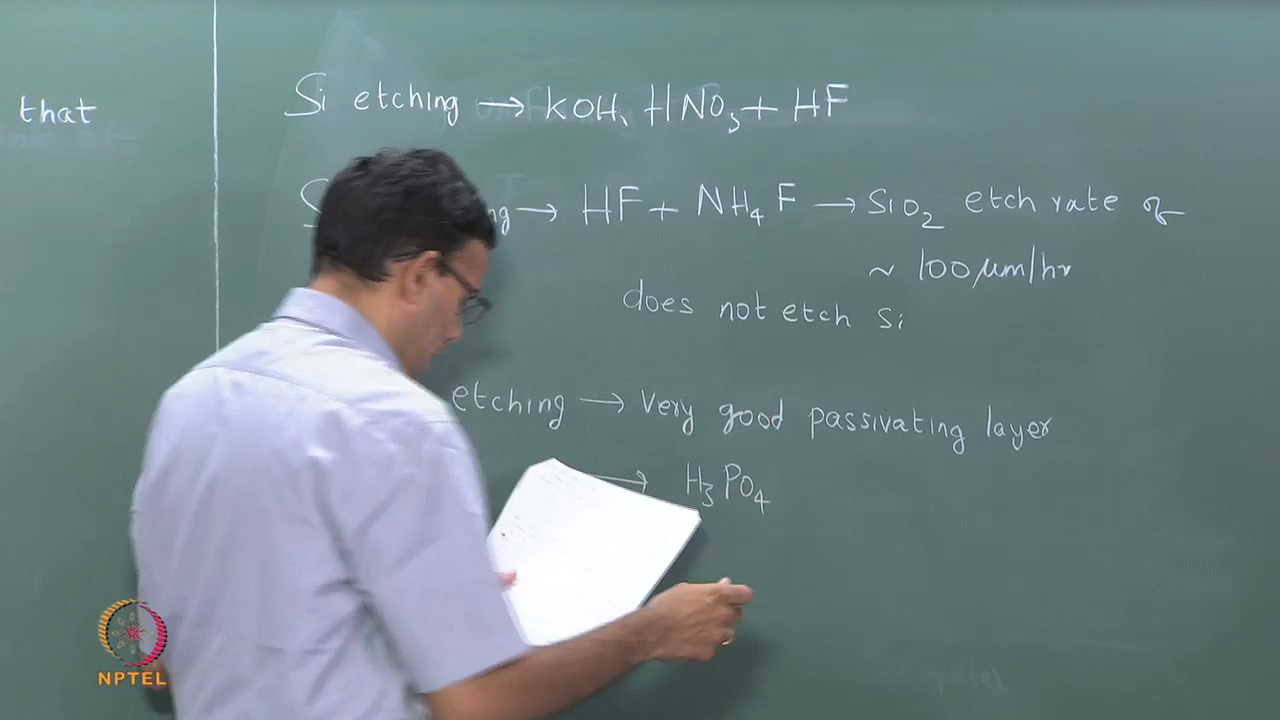 that
Si etching → KOH, HNO₃ + HF
→ HF + NH₄F → SiO₂ etch rate of
~ 100 μm/hr
does not etch Si
etching → Very good passivating layer
→ H₃PO₄
NPTEL